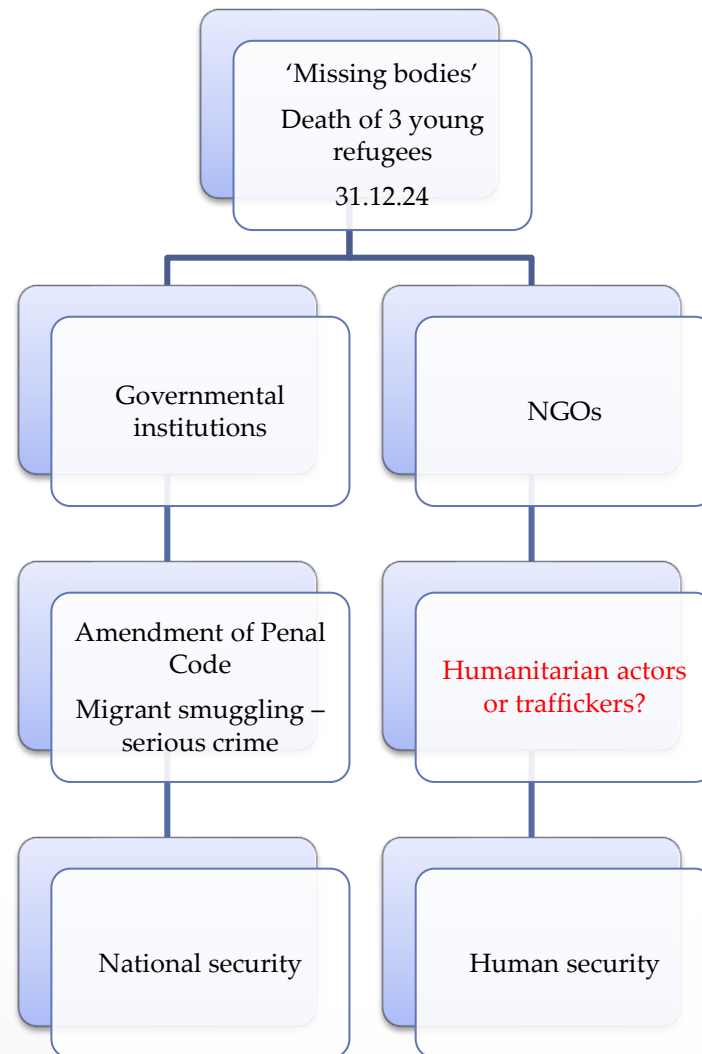 ‘Missing bodies’
Death of 3 young
refugees
31.12.24
Governmental
institutions
NGOs
Amendment of Penal
Code
Migrant smuggling –
serious crime
Humanitarian actors
or traffickers?
National security
Human security